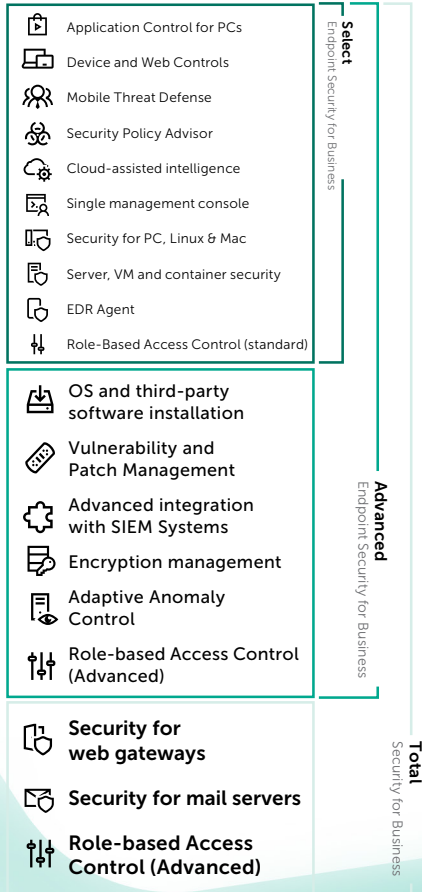 Application Control for PCs
Device and Web Controls
Mobile Threat Defense
Security Policy Advisor
Cloud-assisted intelligence
Single management console
Security for PC, Linux & Mac
Server, VM and container security
EDR Agent
Role-Based Access Control (standard)
Select
Endpoint Security for Business
OS and third-party
software installation
Vulnerability and
Patch Management
Advanced integration
with SIEM Systems
Encryption management
Adaptive Anomaly
Control
Role-based Access Control
(Advanced)
Advanced
Endpoint Security for Business
Security for
web gateways
Security for mail servers
Role-based Access
Control (Advanced)
Total
Security for Business